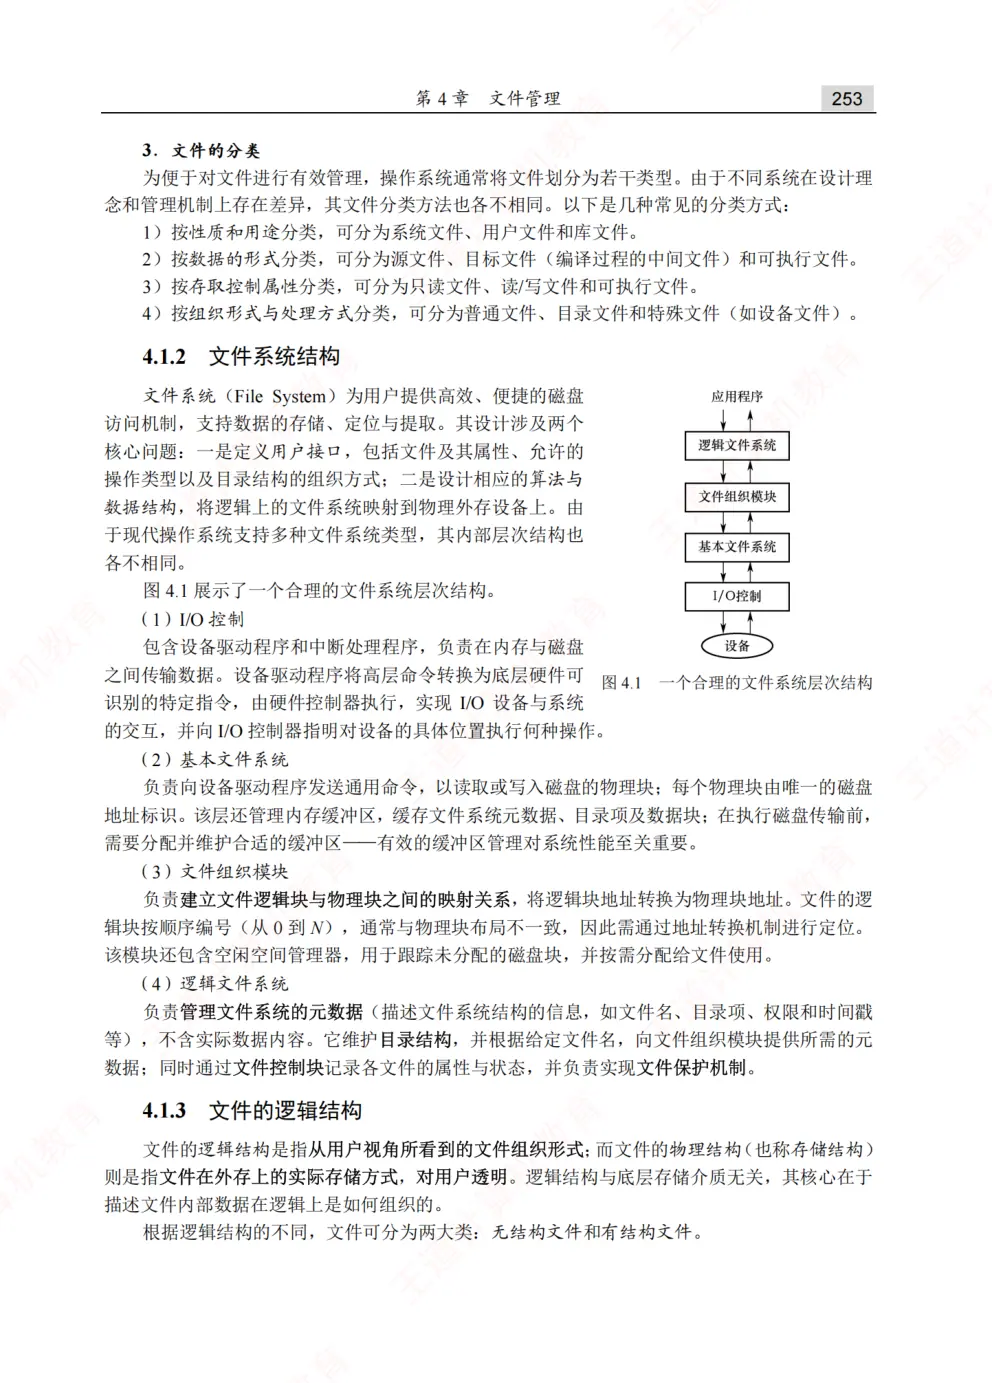 第 4 章 文件管理
253
3．文件的分类
为便于对文件进行有效管理，操作系统通常将文件划分为若干类型。由于不同系统在设计理
念和管理机制上存在差异，其文件分类方法也各不相同。以下是几种常见的分类方式：
1）按性质和用途分类，可分为系统文件、用户文件和库文件。
2）按数据的形式分类，可分为源文件、目标文件（编译过程的中间文件）和可执行文件。
3）按存取控制属性分类，可分为只读文件、读/写文件和可执行文件。
4）按组织形式与处理方式分类，可分为普通文件、目录文件和特殊文件（如设备文件）。
4.1.2 文件系统结构
文件系统（File System）为用户提供高效、便捷的磁盘
访问机制，支持数据的存储、定位与提取。其设计涉及两个
核心问题：一是定义用户接口，包括文件及其属性、允许的
操作类型以及目录结构的组织方式；二是设计相应的算法与
数据结构，将逻辑上的文件系统映射到物理外存设备上。由
于现代操作系统支持多种文件系统类型，其内部层次结构也
各不相同。
图 4.1 展示了一个合理的文件系统层次结构。
（1）I/O 控制
包含设备驱动程序和中断处理程序，负责在内存与磁盘
之间传输数据。设备驱动程序将高层命令转换为底层硬件可
识别的特定指令，由硬件控制器执行，实现 I/O 设备与系统
的交互，并向 I/O 控制器指明对设备的具体位置执行何种操作。
应用程序
逻辑文件系统
文件组织模块
基本文件系统
I/O控制
设备
图 4.1 一个合理的文件系统层次结构
（2）基本文件系统
负责向设备驱动程序发送通用命令，以读取或写入磁盘的物理块；每个物理块由唯一的磁盘
地址标识。该层还管理内存缓冲区，缓存文件系统元数据、目录项及数据块；在执行磁盘传输前，
需要分配并维护合适的缓冲区——有效的缓冲区管理对系统性能至关重要。
（3）文件组织模块
负责建立文件逻辑块与物理块之间的映射关系，将逻辑块地址转换为物理块地址。文件的逻
辑块按顺序编号（从 0 到 N），通常与物理块布局不一致，因此需通过地址转换机制进行定位。
该模块还包含空闲空间管理器，用于跟踪未分配的磁盘块，并按需分配给文件使用。
（4）逻辑文件系统
负责管理文件系统的元数据（描述文件系统结构的信息，如文件名、目录项、权限和时间戳
等），不含实际数据内容。它维护目录结构，并根据给定文件名，向文件组织模块提供所需的元
数据；同时通过文件控制块记录各文件的属性与状态，并负责实现文件保护机制。
4.1.3 文件的逻辑结构
文件的逻辑结构是指从用户视角所看到的文件组织形式；而文件的物理结构（也称存储结构）
则是指文件在外存上的实际存储方式，对用户透明。逻辑结构与底层存储介质无关，其核心在于
描述文件内部数据在逻辑上是如何组织的。
根据逻辑结构的不同，文件可分为两大类：无结构文件和有结构文件。